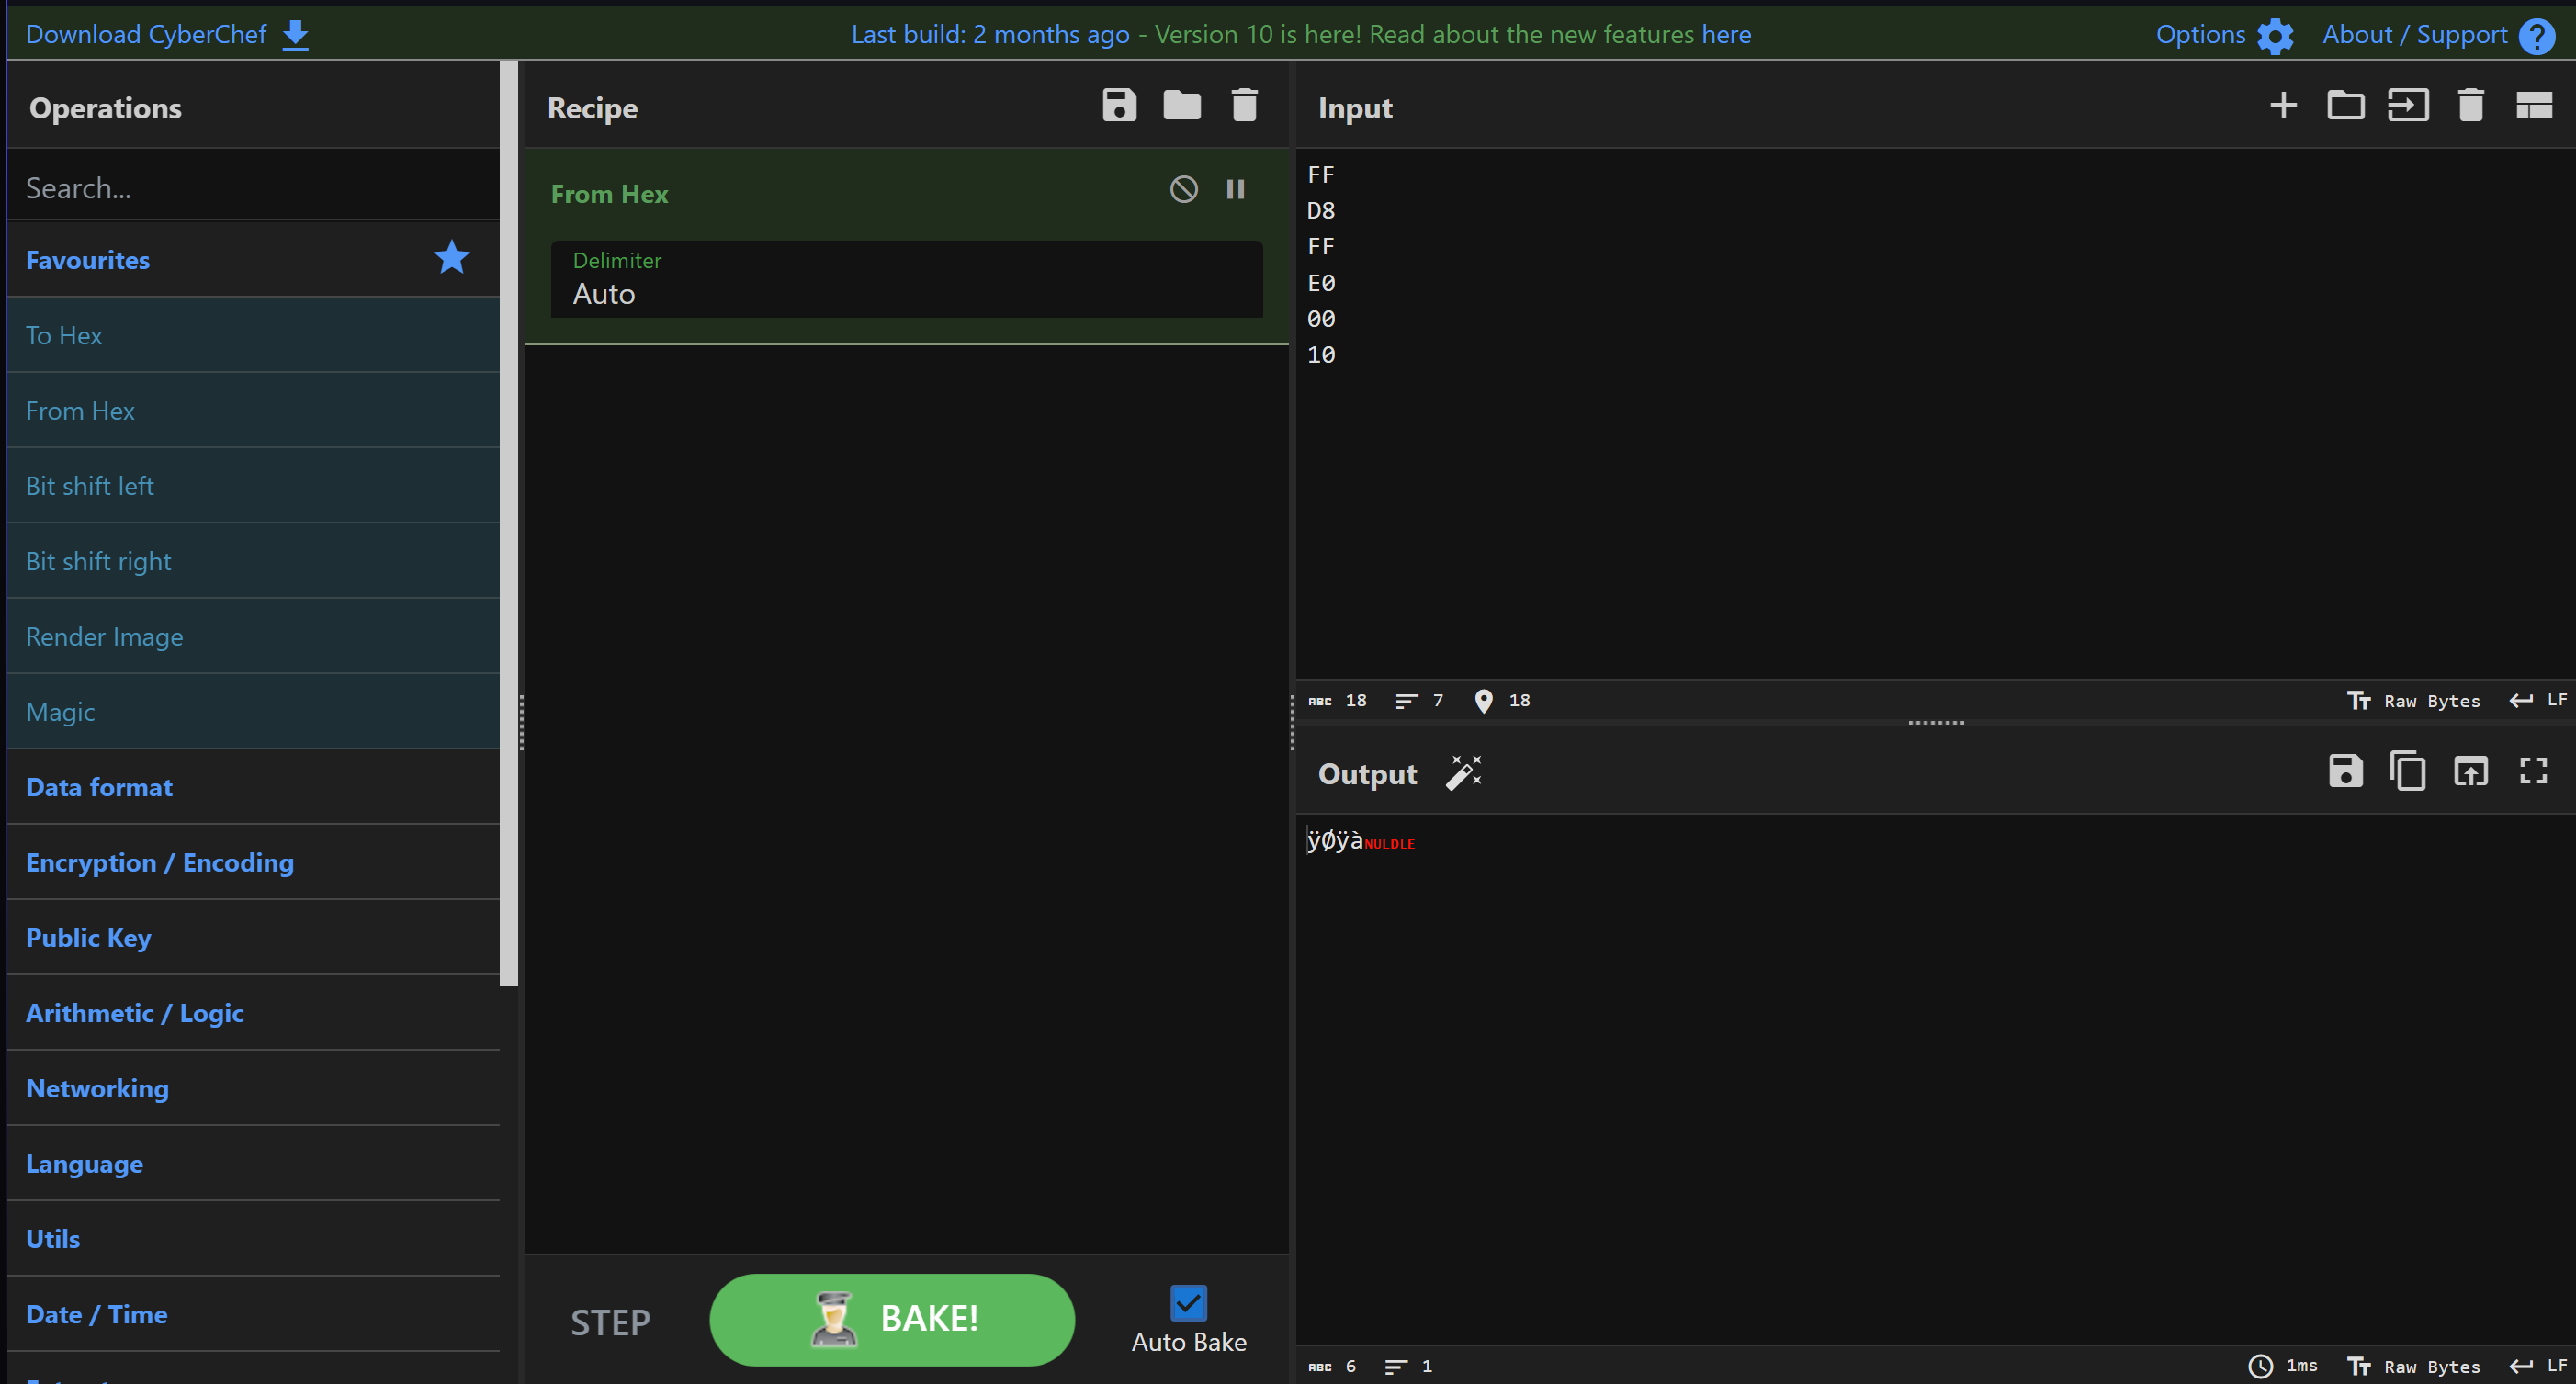 Download CyberChef
Last build: 2 months ago - Version 10 is here! Read about the new features here
Options
About / Support
Operations
Search...
Favourites
To Hex
From Hex
Bit shift left
Bit shift right
Render Image
Magic
Data format
Encryption / Encoding
Public Key
Arithmetic / Logic
Networking
Language
Utils
Date / Time
Recipe
From Hex
Delimiter
Auto
STEP
BAKE!
Auto Bake
Input
FF
D8
FF
E0
00
10
ABC 18 7 18 Raw Bytes LF
Output
ÿØÿàNULDLE
ABC 6 1 1ms Raw Bytes LF